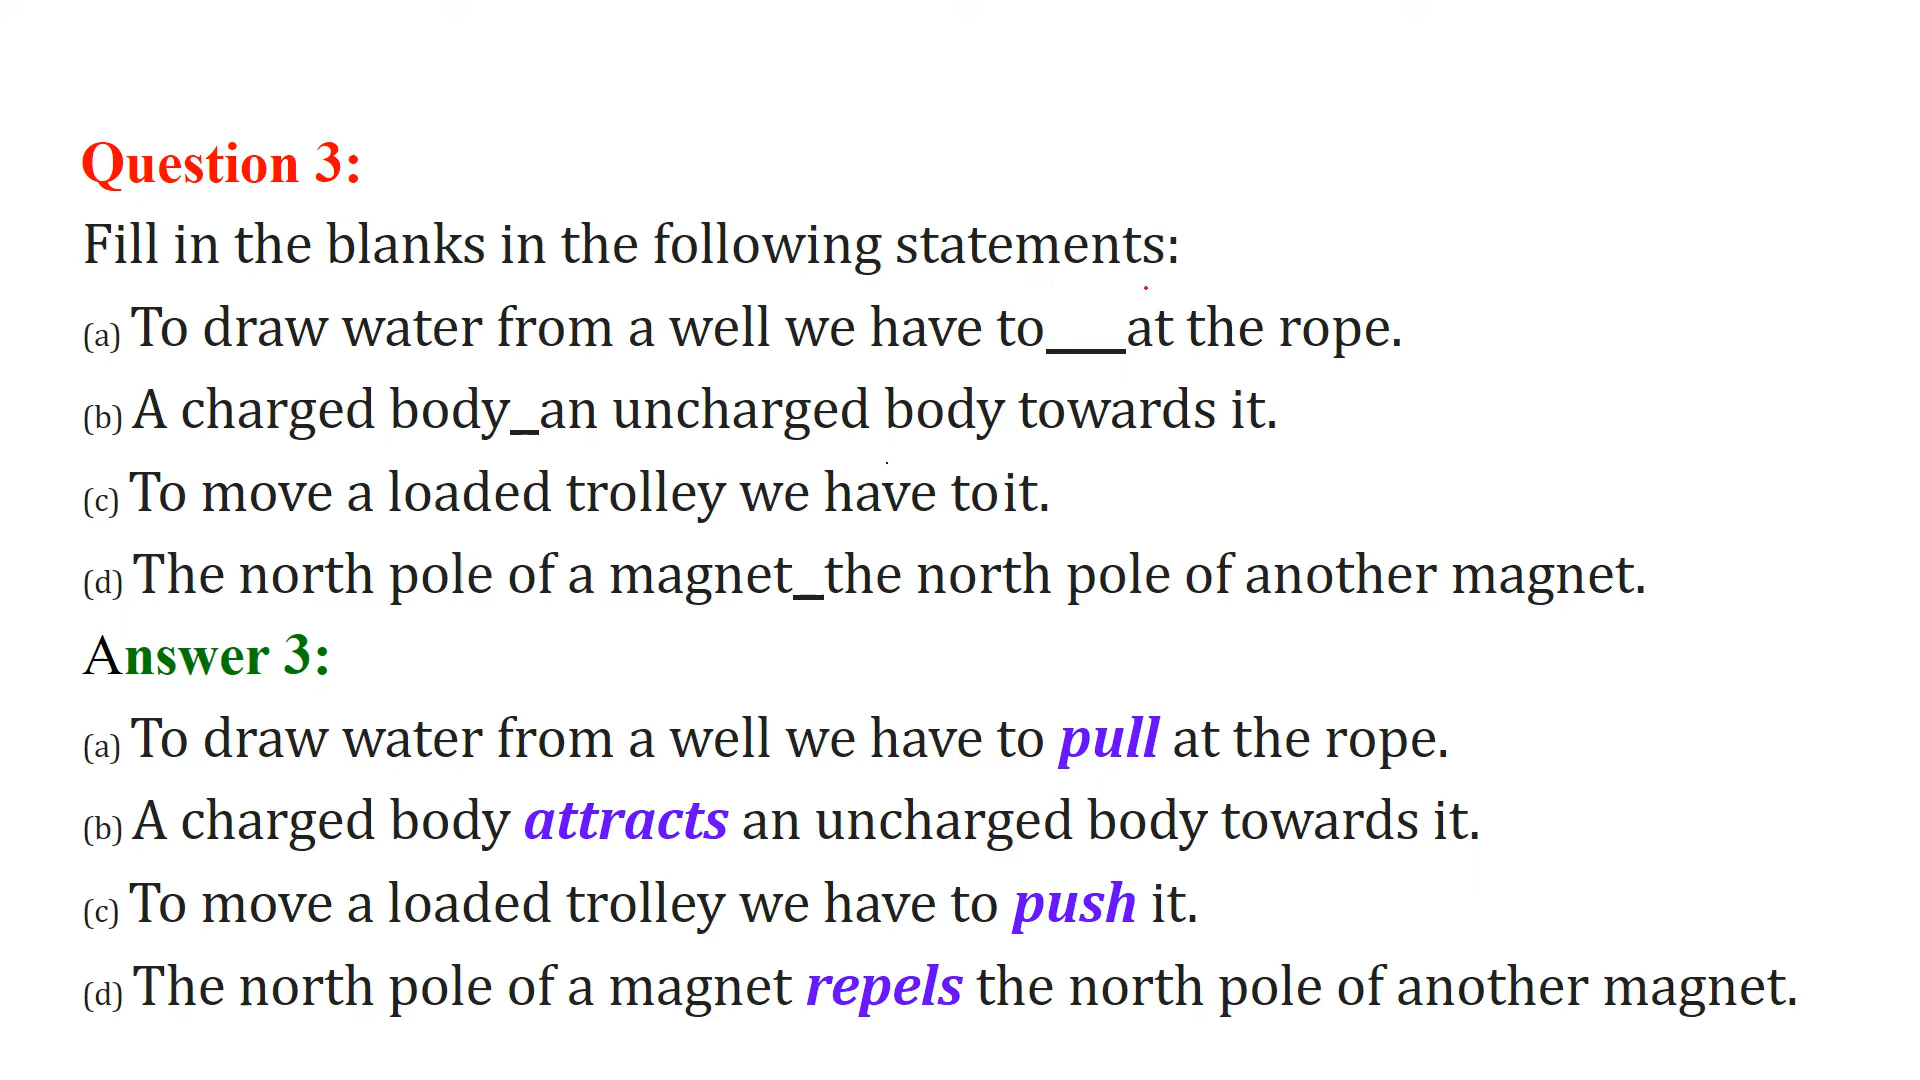 Question 3:
Fill in the blanks in the following statements:
(a) To draw water from a well we have to___at the rope.
(b) A charged body_an uncharged body towards it.
(c) To move a loaded trolley we have to it.
(d) The north pole of a magnet_the north pole of another magnet.
Answer 3:
(a) To draw water from a well we have to pull at the rope.
(b) A charged body attracts an uncharged body towards it.
(c) To move a loaded trolley we have to push it.
(d) The north pole of a magnet repels the north pole of another magnet.